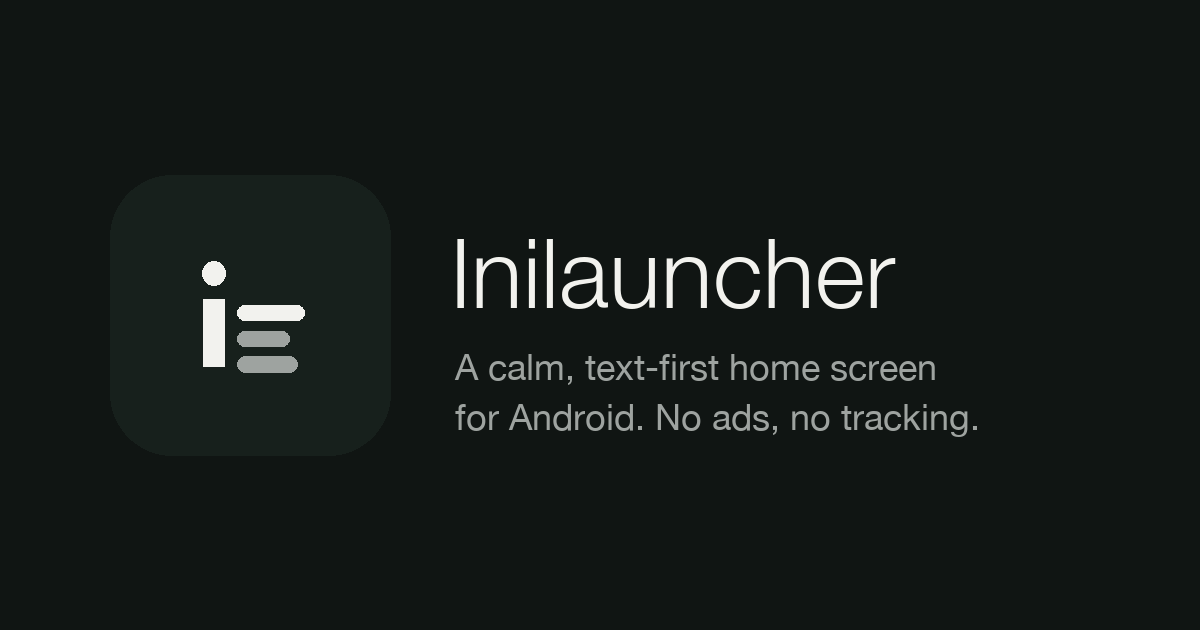 Inilauncher
A calm, text-first home screen
for Android. No ads, no tracking.